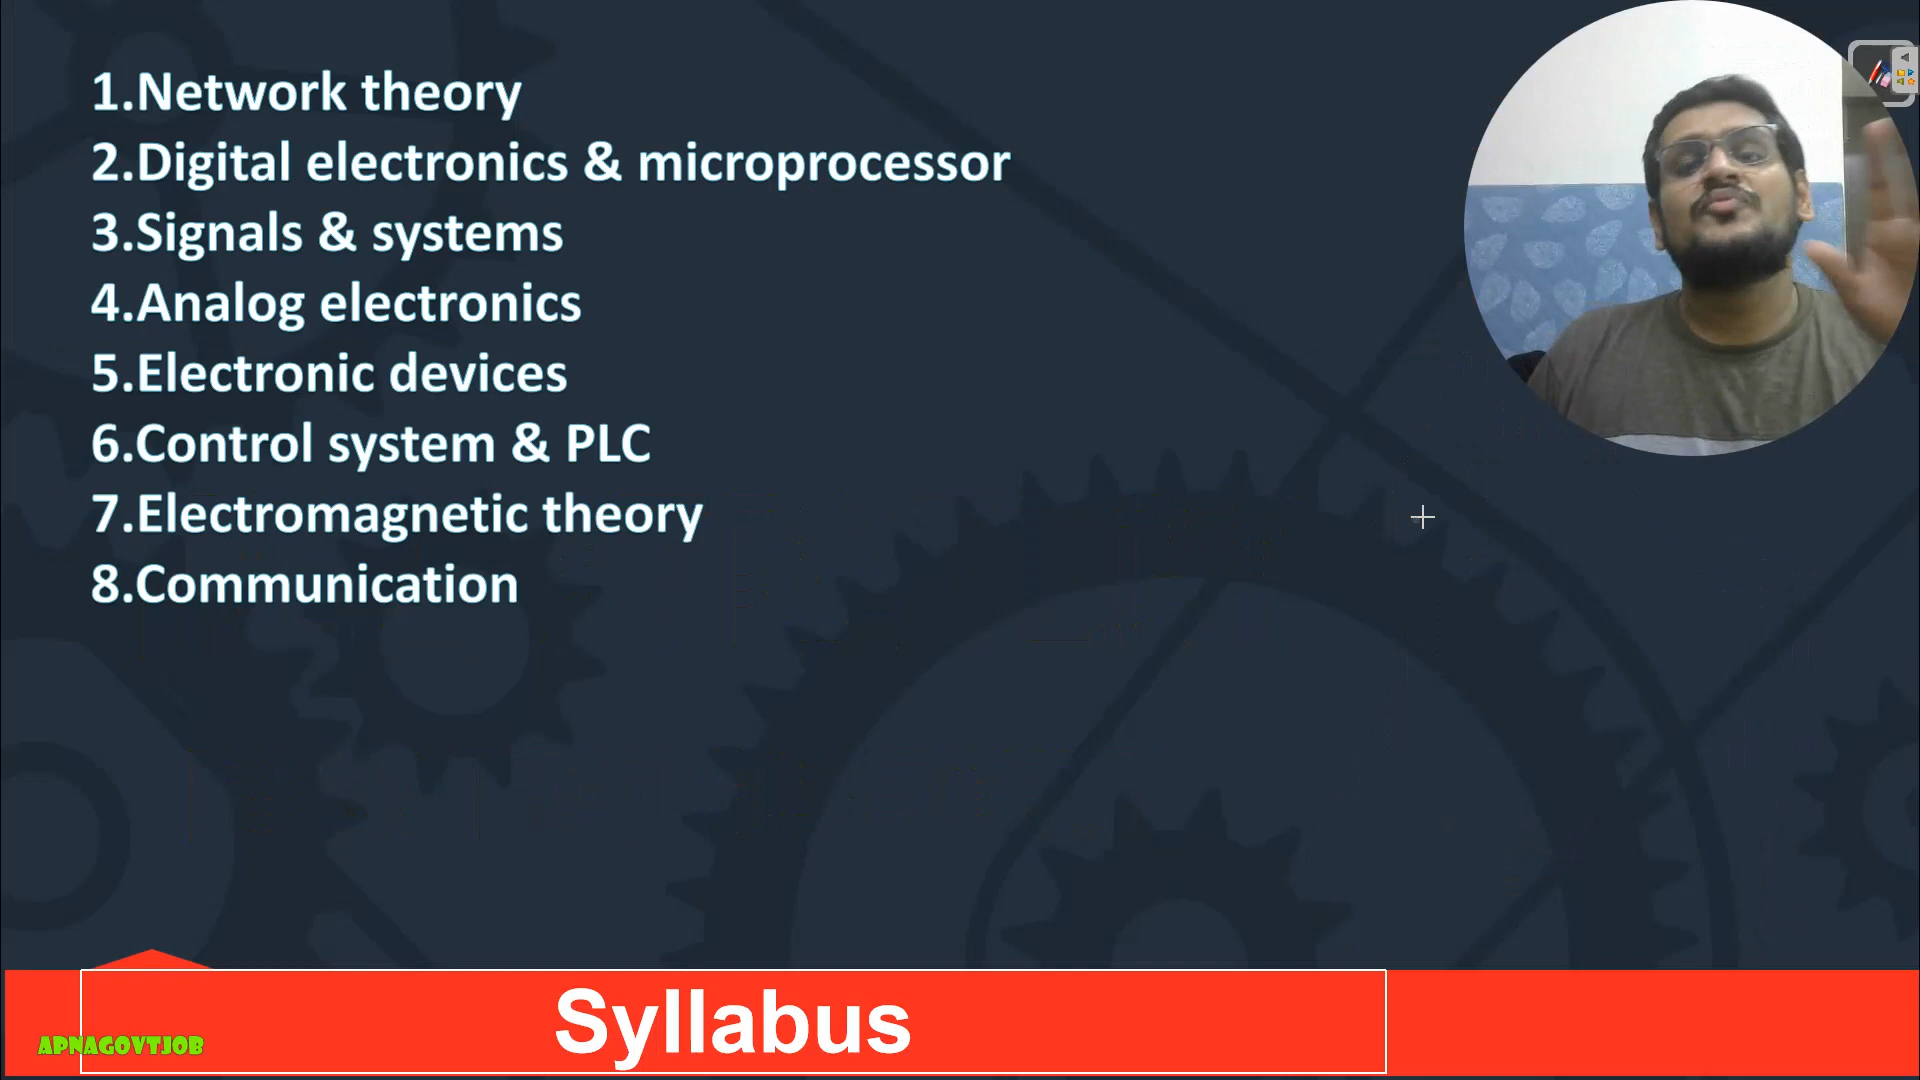 1.Network theory
2.Digital electronics & microprocessor
3.Signals & systems
4.Analog electronics
5.Electronic devices
6.Control system & PLC
7.Electromagnetic theory
8.Communication
Syllabus
APNAGOVTJOB